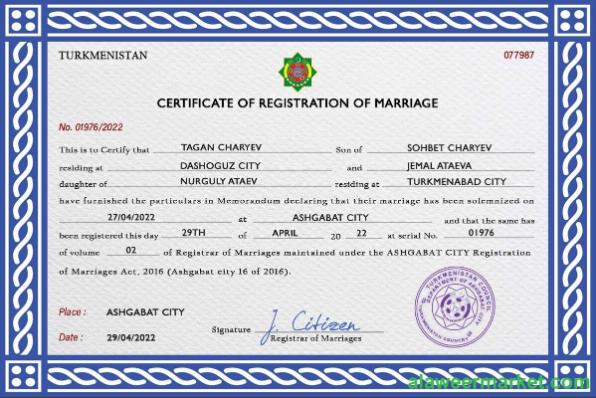 TURKMENISTAN
077987
CERTIFICATE OF REGISTRATION OF MARRIAGE
No. 01976/2022
This is to Certify that TAGAN CHARYEV Son of SOHBET CHARYEV
residing at DASHOGUZ CITY and JEMAL ATAEVA
daughter of NURGULY ATAEV residing at TURKMENABAD CITY
have furnished the particulars in Memorandum declaring that their marriage has been solemnized on
27/04/2022 at ASHGABAT CITY and that the same has
been registered this day 29TH of APRIL 20 22 at serial No. 01976
of volume 02 of Registrar of Marriages maintained under the ASHGABAT CITY Registration
of Marriages Act, 2016 (Ashgabat city 16 of 2016).
Place : ASHGABAT CITY
Signature J. Citizen
Date : 29/04/2022
Registrar of Marriages
TURKMENISTAN COUNCIL
alaweermarket.com